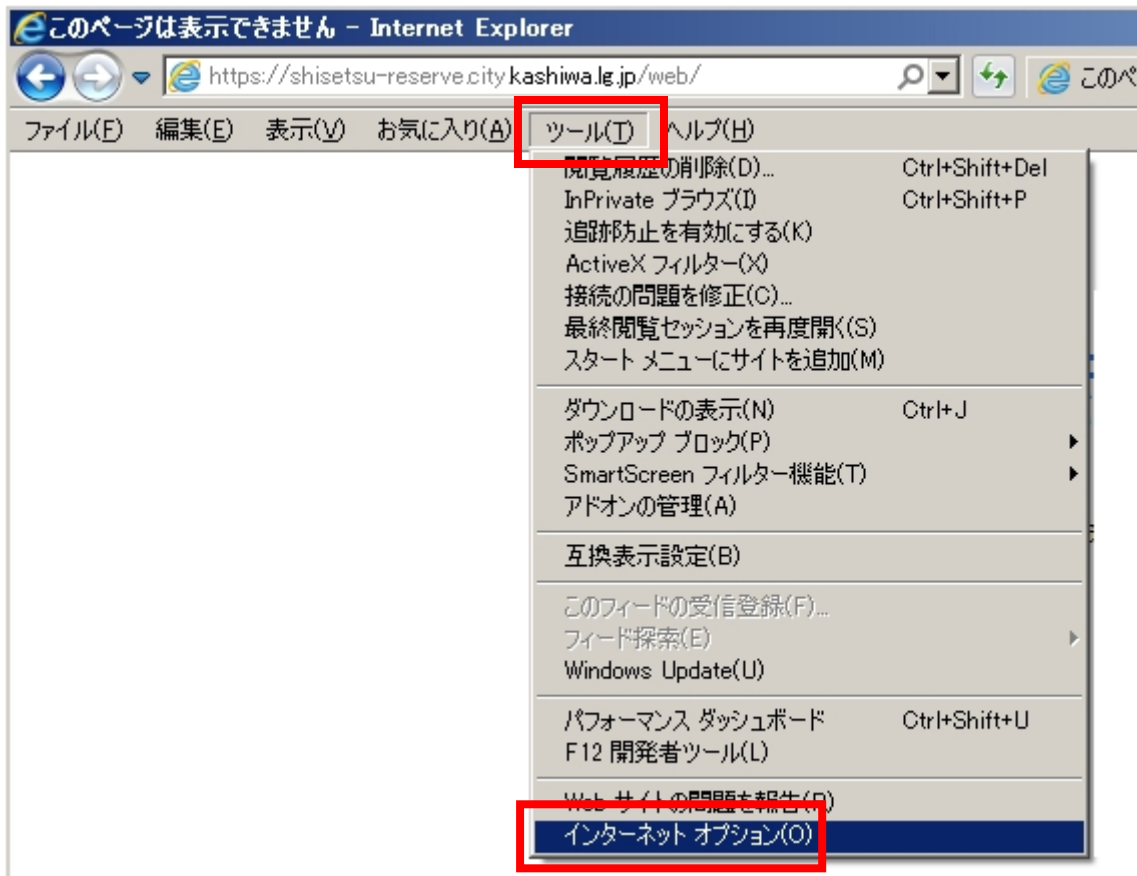 このページは表示できません - Internet Explorer
https://shisetsu-reserve.city.kashiwa.lg.jp/web/ このペ
ファイル(F) 編集(E) 表示(V) お気に入り(A) ツール(T) ヘルプ(H)
閲覧履歴の削除(D)... Ctrl+Shift+Del
InPrivate ブラウズ(I) Ctrl+Shift+P
追跡防止を有効にする(K)
ActiveX フィルター(X)
接続の問題を修正(C)...
最終閲覧セッションを再度開く(S)
スタート メニューにサイトを追加(M)
ダウンロードの表示(N) Ctrl+J
ポップアップ ブロック(P)
SmartScreen フィルター機能(T)
アドオンの管理(A)
互換表示設定(B)
このフィードの受信登録(F)...
フィード探索(E)
Windows Update(U)
パフォーマンス ダッシュボード Ctrl+Shift+U
F12 開発者ツール(L)
Web サイトの問題を報告(R)
インターネット オプション(O)